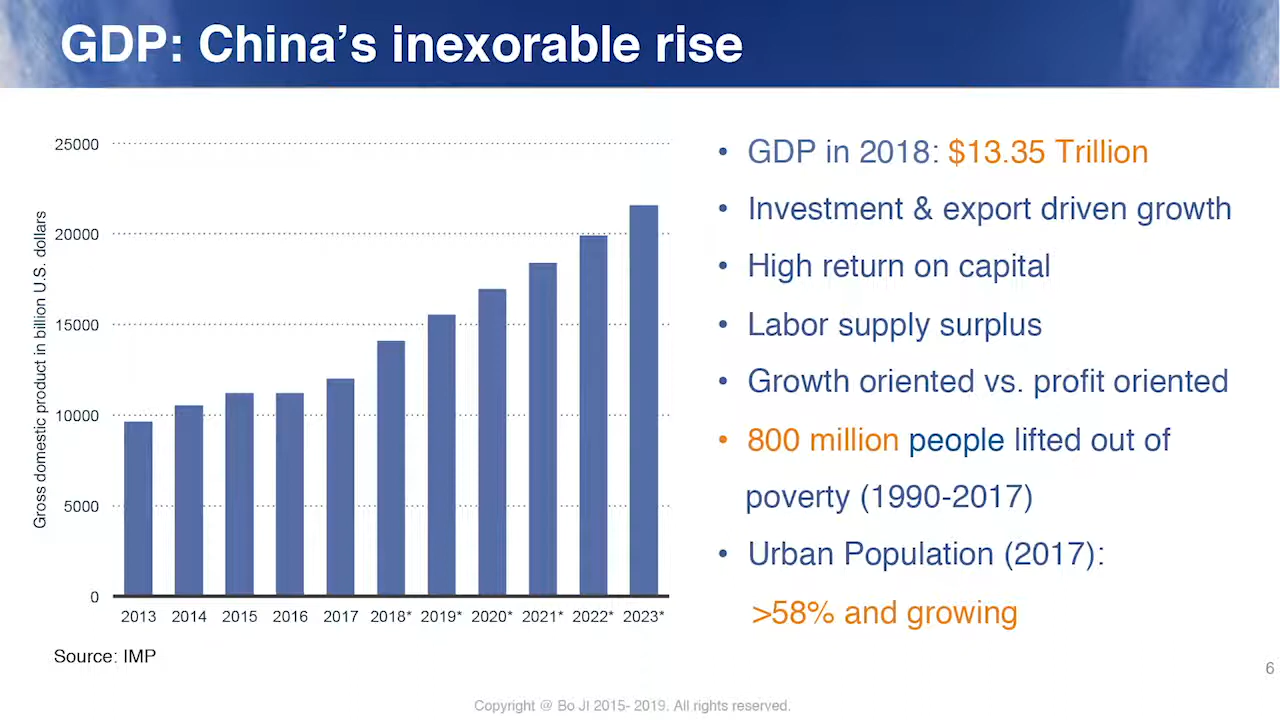 GDP: China's inexorable rise
Gross domestic product in billion U.S. dollars
25000
20000
15000
10000
5000
0
2013 2014 2015 2016 2017 2018* 2019* 2020* 2021* 2022* 2023*
Source: IMP
• GDP in 2018: $13.35 Trillion
• Investment & export driven growth
• High return on capital
• Labor supply surplus
• Growth oriented vs. profit oriented
• 800 million people lifted out of
poverty (1990-2017)
• Urban Population (2017):
>58% and growing
6
Copyright @ Bo JI 2015- 2019. All rights reserved.